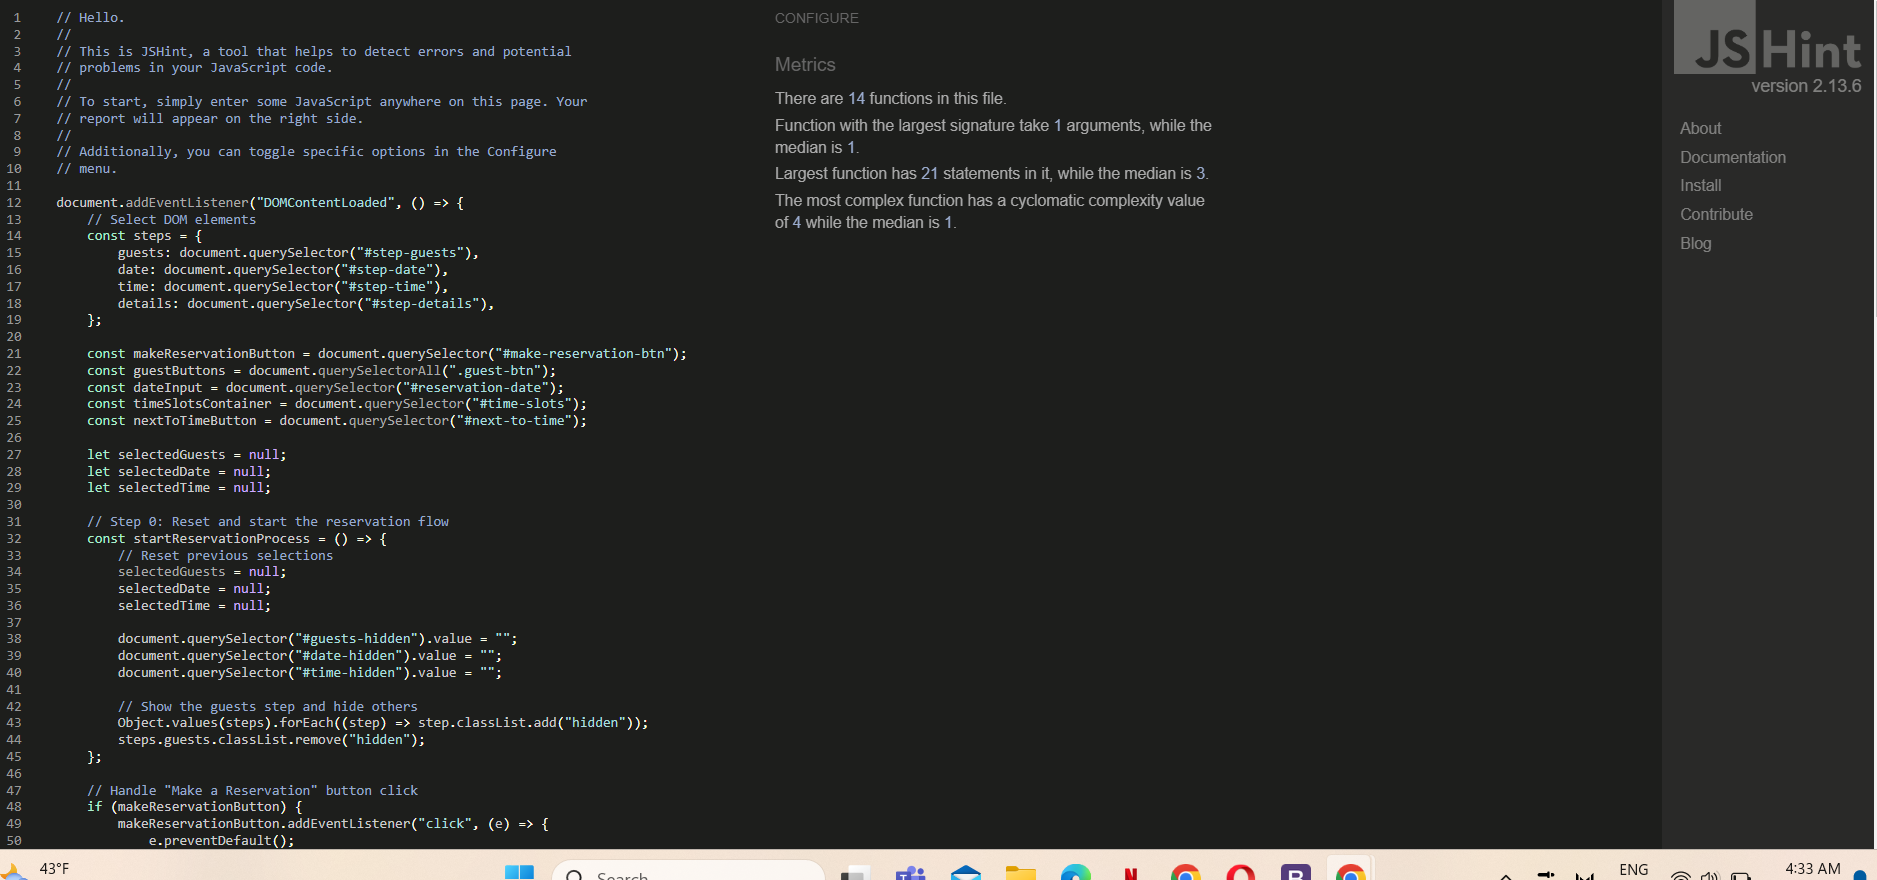 1 // Hello.
2 //
3 // This is JSHint, a tool that helps to detect errors and potential
4 // problems in your JavaScript code.
5 //
6 // To start, simply enter some JavaScript anywhere on this page. Your
7 // report will appear on the right side.
8 //
9 // Additionally, you can toggle specific options in the Configure
10 // menu.
11
12 document.addEventListener("DOMContentLoaded", () => {
13 // Select DOM elements
14 const steps = {
15 guests: document.querySelector("#step-guests"),
16 date: document.querySelector("#step-date"),
17 time: document.querySelector("#step-time"),
18 details: document.querySelector("#step-details"),
19 };
20
21 const makeReservationButton = document.querySelector("#make-reservation-btn");
22 const guestButtons = document.querySelectorAll(".guest-btn");
23 const dateInput = document.querySelector("#reservation-date");
24 const timeSlotsContainer = document.querySelector("#time-slots");
25 const nextToTimeButton = document.querySelector("#next-to-time");
26
27 let selectedGuests = null;
28 let selectedDate = null;
29 let selectedTime = null;
30
31 // Step 0: Reset and start the reservation flow
32 const startReservationProcess = () => {
33 // Reset previous selections
34 selectedGuests = null;
35 selectedDate = null;
36 selectedTime = null;
37
38 document.querySelector("#guests-hidden").value = "";
39 document.querySelector("#date-hidden").value = "";
40 document.querySelector("#time-hidden").value = "";
41
42 // Show the guests step and hide others
43 Object.values(steps).forEach((step) => step.classList.add("hidden"));
44 steps.guests.classList.remove("hidden");
45 };
46
47 // Handle "Make a Reservation" button click
48 if (makeReservationButton) {
49 makeReservationButton.addEventListener("click", (e) => {
50 e.preventDefault();
CONFIGURE
Metrics
There are 14 functions in this file.
Function with the largest signature take 1 arguments, while the
median is 1.
Largest function has 21 statements in it, while the median is 3.
The most complex function has a cyclomatic complexity value
of 4 while the median is 1.
JSHint
version 2.13.6
About
Documentation
Install
Contribute
Blog
43°F
Search
ENG
4:33 AM